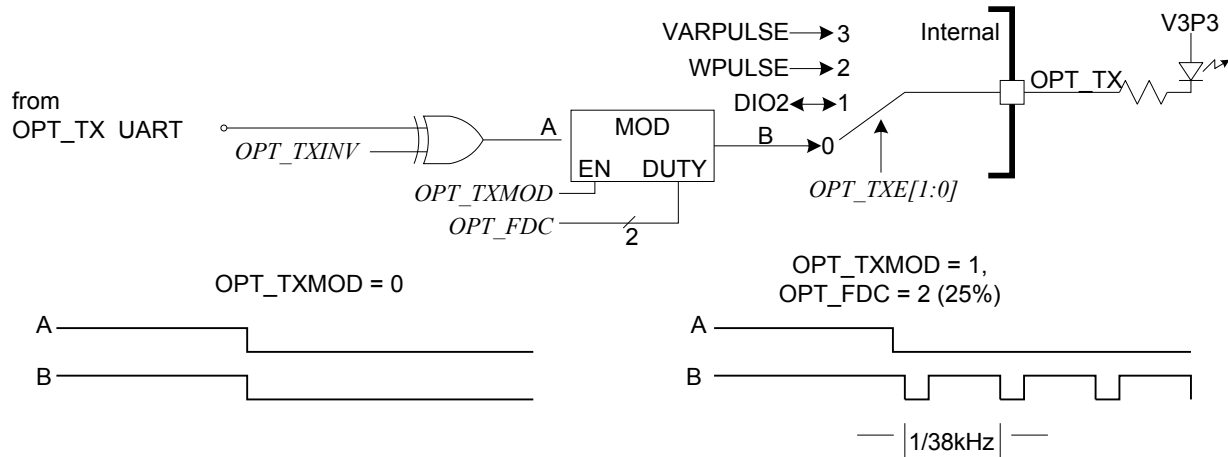 V3P3
VARPULSE
3
Internal
WPULSE
2
OPT_TX
from
OPT_TX UART
DIO2
1
A
MOD
B
0
OPT_TXINV
EN DUTY
OPT_TXMOD
OPT_TXE[1:0]
OPT_FDC
2
OPT_TXMOD = 0
OPT_TXMOD = 1,
OPT_FDC = 2 (25%)
A
A
B
B
1/38kHz